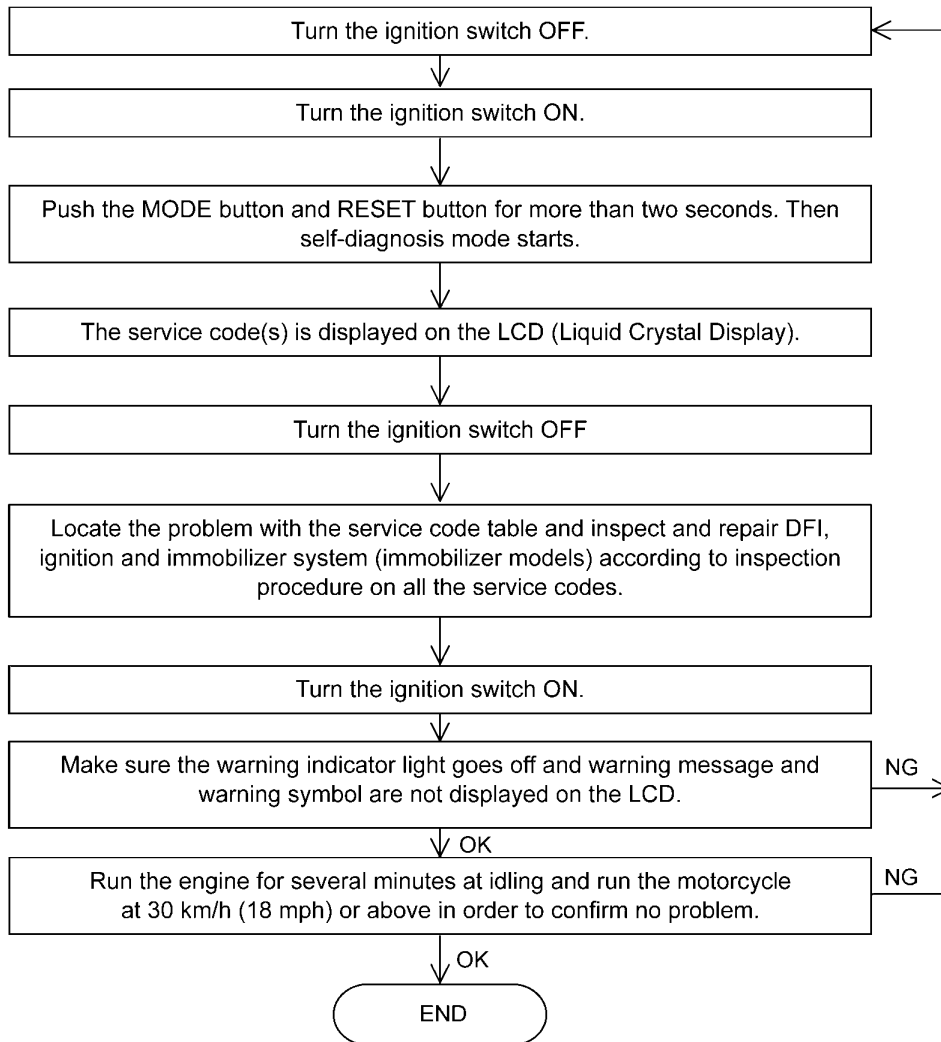 Turn the ignition switch OFF.
Turn the ignition switch ON.
Push the MODE button and RESET button for more than two seconds. Then
self-diagnosis mode starts.
The service code(s) is displayed on the LCD (Liquid Crystal Display).
Turn the ignition switch OFF
Locate the problem with the service code table and inspect and repair DFI,
ignition and immobilizer system (immobilizer models) according to inspection
procedure on all the service codes.
Turn the ignition switch ON.
Make sure the warning indicator light goes off and warning message and
warning symbol are not displayed on the LCD.
NG
OK
Run the engine for several minutes at idling and run the motorcycle
at 30 km/h (18 mph) or above in order to confirm no problem.
NG
OK
END